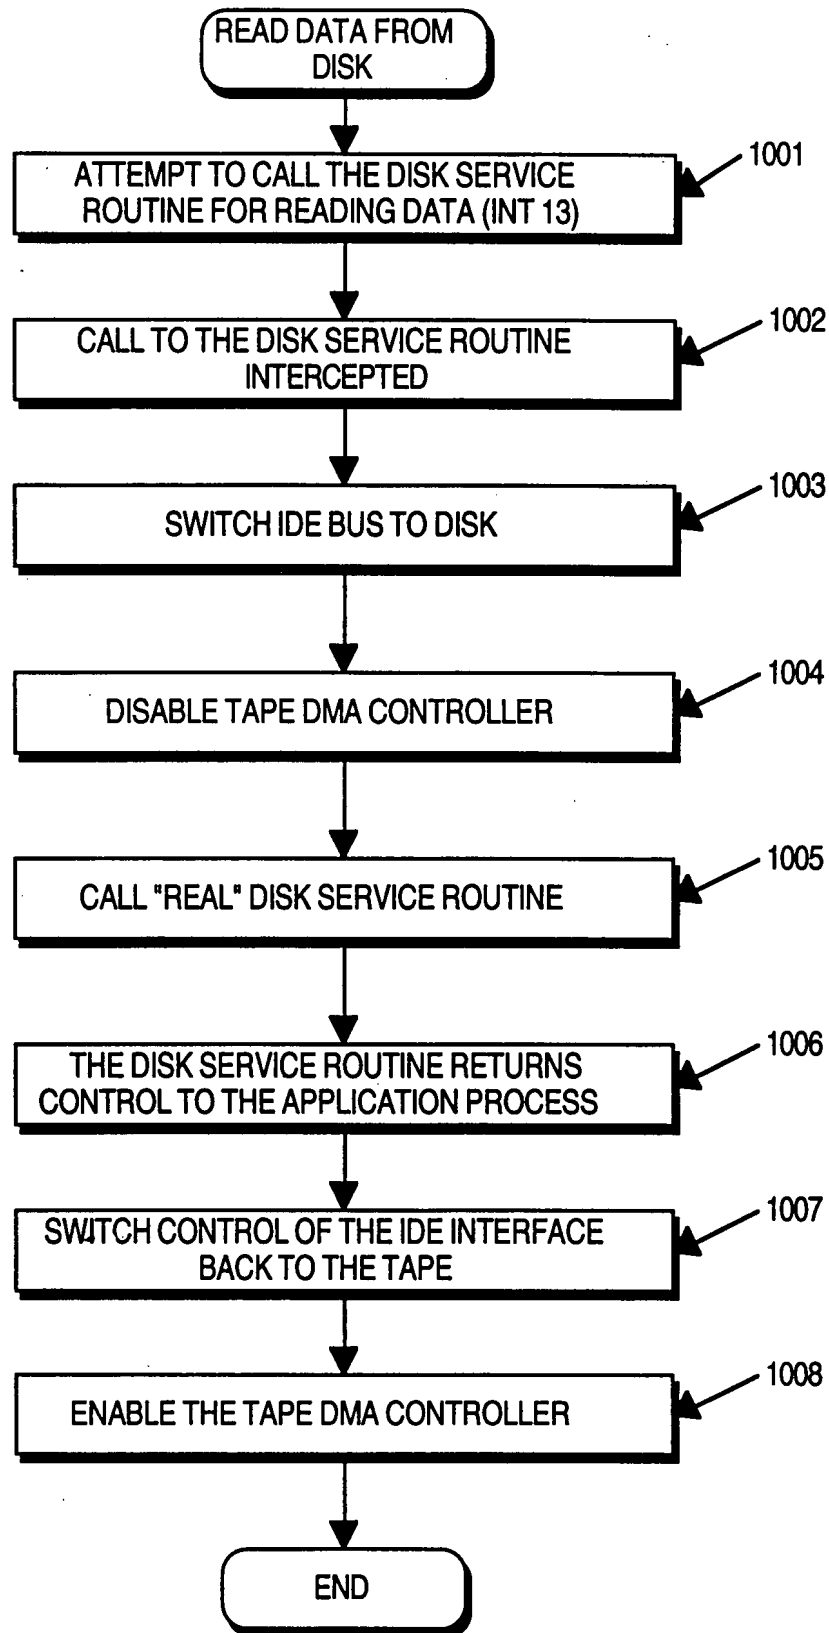 READ DATA FROM
DISK
1001
ATTEMPT TO CALL THE DISK SERVICE
ROUTINE FOR READING DATA (INT 13)
1002
CALL TO THE DISK SERVICE ROUTINE
INTERCEPTED
1003
SWITCH IDE BUS TO DISK
1004
DISABLE TAPE DMA CONTROLLER
1005
CALL "REAL" DISK SERVICE ROUTINE
1006
THE DISK SERVICE ROUTINE RETURNS
CONTROL TO THE APPLICATION PROCESS
1007
SWITCH CONTROL OF THE IDE INTERFACE
BACK TO THE TAPE
1008
ENABLE THE TAPE DMA CONTROLLER
END